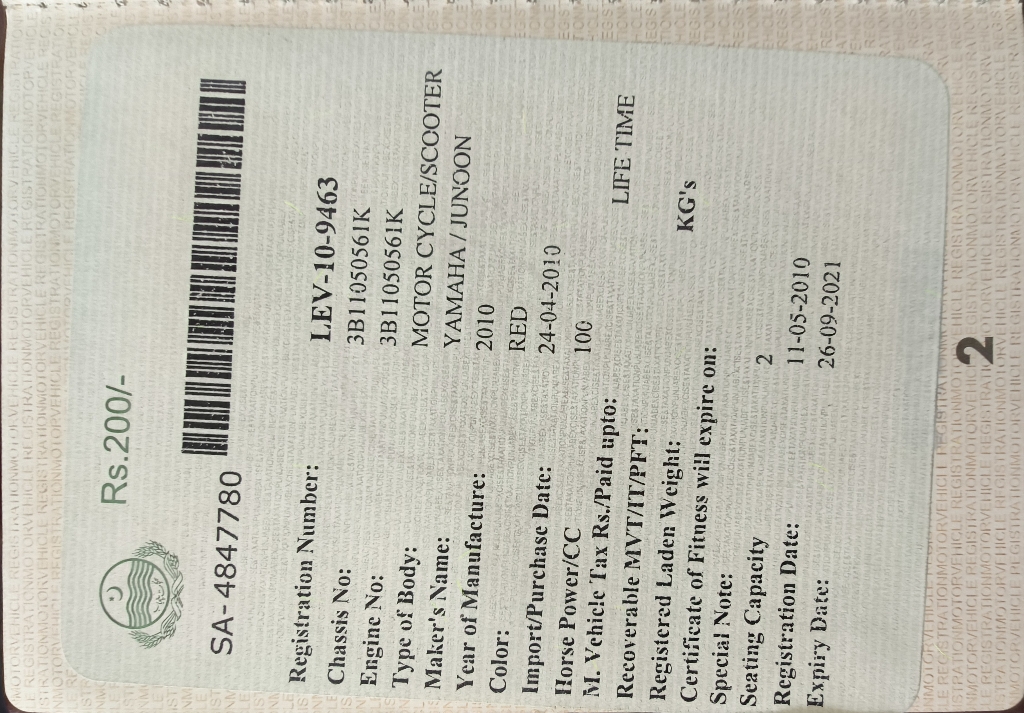 Rs.200/-
SA-4847780
Registration Number: LEV-10-9463
Chassis No: 3B11050561K
Engine No: 3B11050561K
Type of Body: MOTOR CYCLE/SCOOTER
Maker's Name: YAMAHA / JUNOON
Year of Manufacture: 2010
Color: RED
Import/Purchase Date: 24-04-2010
Horse Power/CC 100
M. Vehicle Tax Rs./Paid upto: LIFE TIME
Recoverable MVT/IT/PFT:
Registered Laden Weight: KG's
Certificate of Fitness will expire on:
Special Note:
Seating Capacity 2
Registration Date: 11-05-2010
Expiry Date: 26-09-2021
2